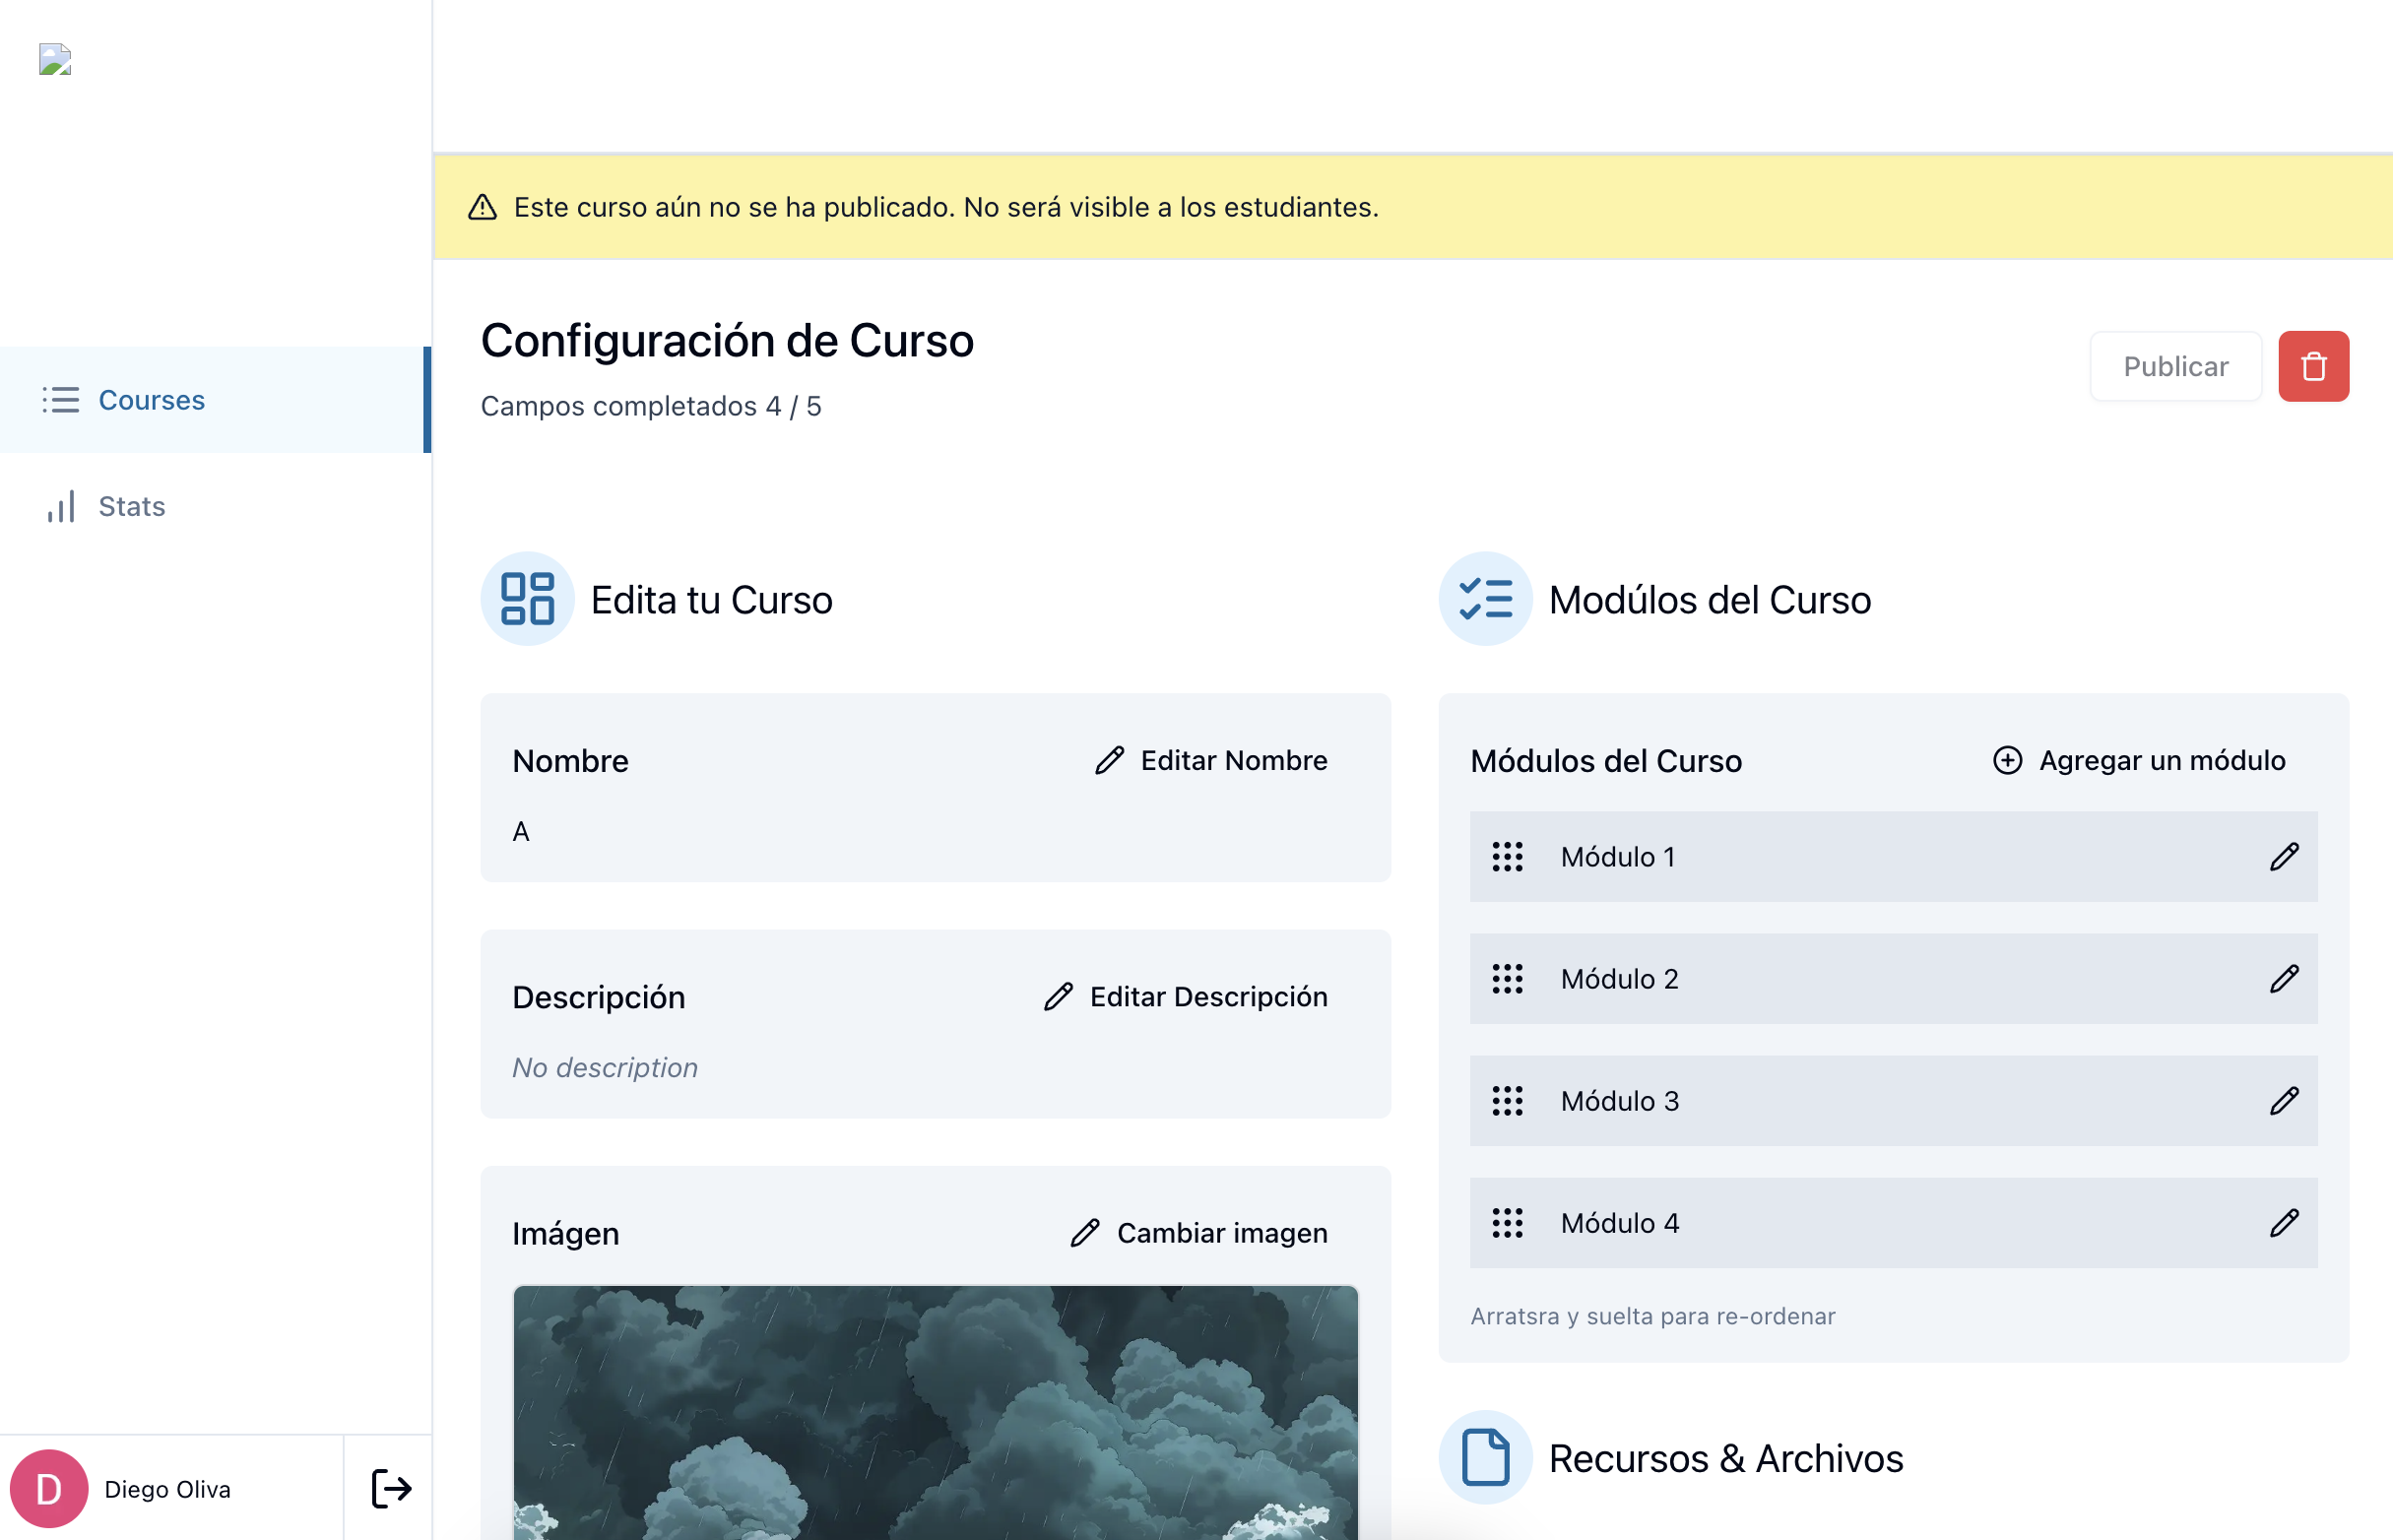 Este curso aún no se ha publicado. No será visible a los estudiantes.
Configuración de Curso
Campos completados 4 / 5
Publicar
Courses
Stats
Edita tu Curso
Nombre
Editar Nombre
A
Descripción
Editar Descripción
No description
Imágen
Cambiar imagen
Modúlos del Curso
Módulos del Curso
Agregar un módulo
Módulo 1
Módulo 2
Módulo 3
Módulo 4
Arratsra y suelta para re-ordenar
Recursos & Archivos
D
Diego Oliva